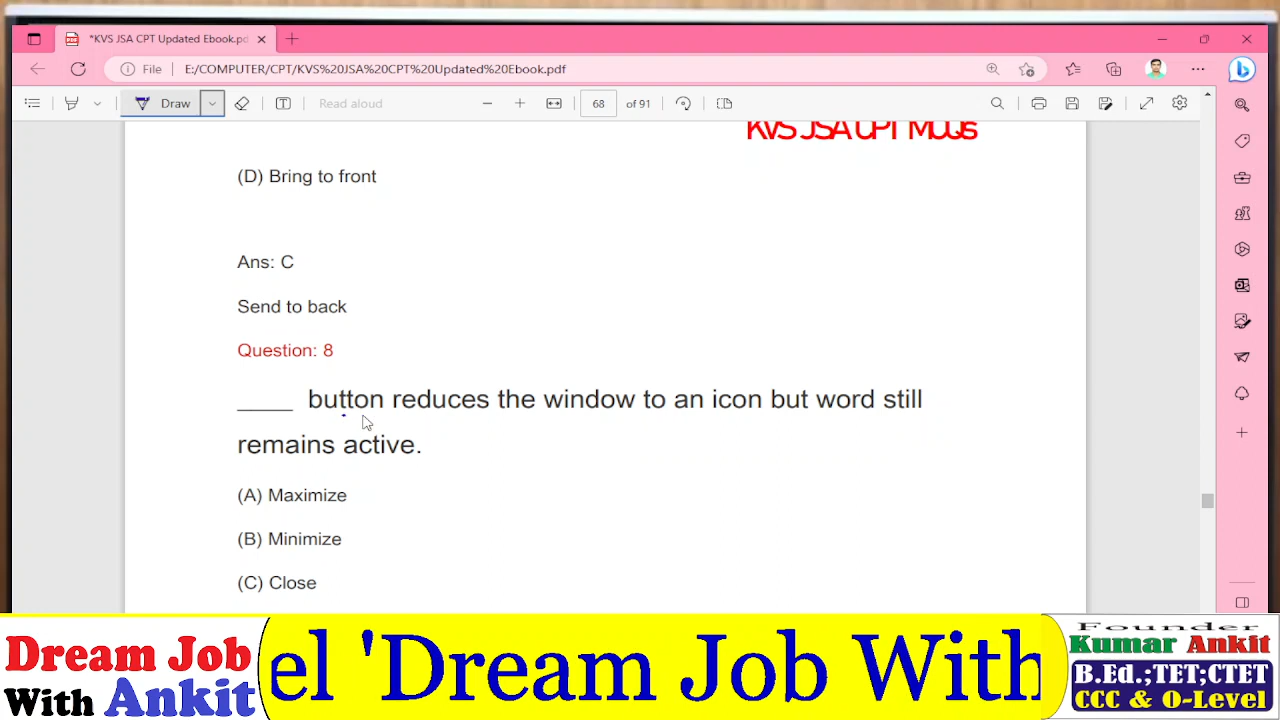 *KVS JSA CPT Updated Ebook.pd
File E:/COMPUTER/CPT/KVS%20JSA%20CPT%20Updated%20Ebook.pdf
Draw Read aloud 68 of 91
KVS JSA CPT MCQs
(D) Bring to front
Ans: C
Send to back
Question: 8
____ button reduces the window to an icon but word still
remains active.
(A) Maximize
(B) Minimize
(C) Close
Dream Job
With Ankit
el 'Dream Job With
Founder
Kumar Ankit
B.Ed.;TET;CTET
CCC & O-Level